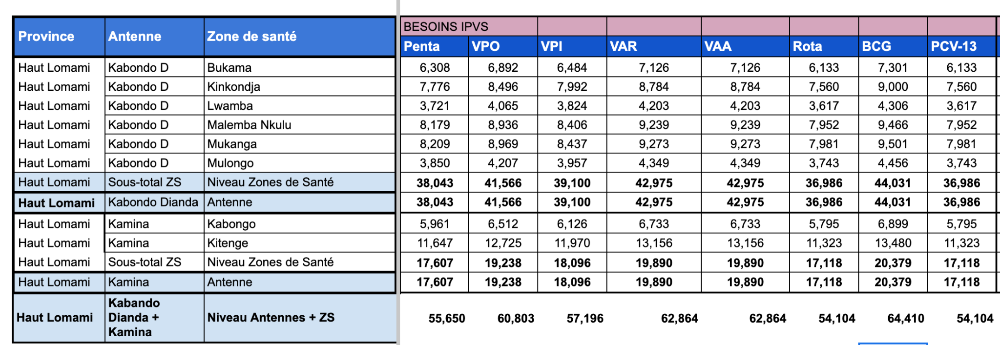 BESOINS IPVS
Province Antenne Zone de santé Penta VPO VPI VAR VAA Rota BCG PCV-13
Haut Lomami Kabondo D Bukama 6,308 6,892 6,484 7,126 7,126 6,133 7,301 6,133
Haut Lomami Kabondo D Kinkondja 7,776 8,496 7,992 8,784 8,784 7,560 9,000 7,560
Haut Lomami Kabondo D Lwamba 3,721 4,065 3,824 4,203 4,203 3,617 4,306 3,617
Haut Lomami Kabondo D Malemba Nkulu 8,179 8,936 8,406 9,239 9,239 7,952 9,466 7,952
Haut Lomami Kabondo D Mukanga 8,209 8,969 8,437 9,273 9,273 7,981 9,501 7,981
Haut Lomami Kabondo D Mulongo 3,850 4,207 3,957 4,349 4,349 3,743 4,456 3,743
Haut Lomami Sous-total ZS Niveau Zones de Santé 38,043 41,566 39,100 42,975 42,975 36,986 44,031 36,986
Haut Lomami Kabondo Dianda Antenne 38,043 41,566 39,100 42,975 42,975 36,986 44,031 36,986
Haut Lomami Kamina Kabongo 5,961 6,512 6,126 6,733 6,733 5,795 6,899 5,795
Haut Lomami Kamina Kitenge 11,647 12,725 11,970 13,156 13,156 11,323 13,480 11,323
Haut Lomami Sous-total ZS Niveau Zones de Santé 17,607 19,238 18,096 19,890 19,890 17,118 20,379 17,118
Haut Lomami Kamina Antenne 17,607 19,238 18,096 19,890 19,890 17,118 20,379 17,118
Haut Lomami Kabando Dianda + Kamina Niveau Antennes + ZS 55,650 60,803 57,196 62,864 62,864 54,104 64,410 54,104